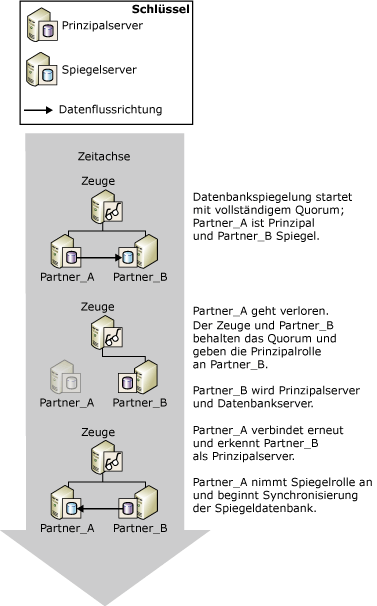 Schlüssel
Prinzipalserver
Spiegelserver
Datenflussrichtung
Zeitachse
Zeuge
Partner_A
Partner_B
Datenbankspiegelung startet
mit vollständigem Quorum;
Partner_A ist Prinzipal
und Partner_B Spiegel.
Zeuge
Partner_A
Partner_B
Partner_A geht verloren.
Der Zeuge und Partner_B
behalten das Quorum und
geben die Prinzipalrolle
an Partner_B.
Partner_B wird Prinzipalserver
und Datenbankserver.
Zeuge
Partner_A
Partner_B
Partner_A verbindet erneut
und erkennt Partner_B
als Prinzipalserver.
Partner_A nimmt Spiegelrolle an
und beginnt Synchronisierung
der Spiegeldatenbank.